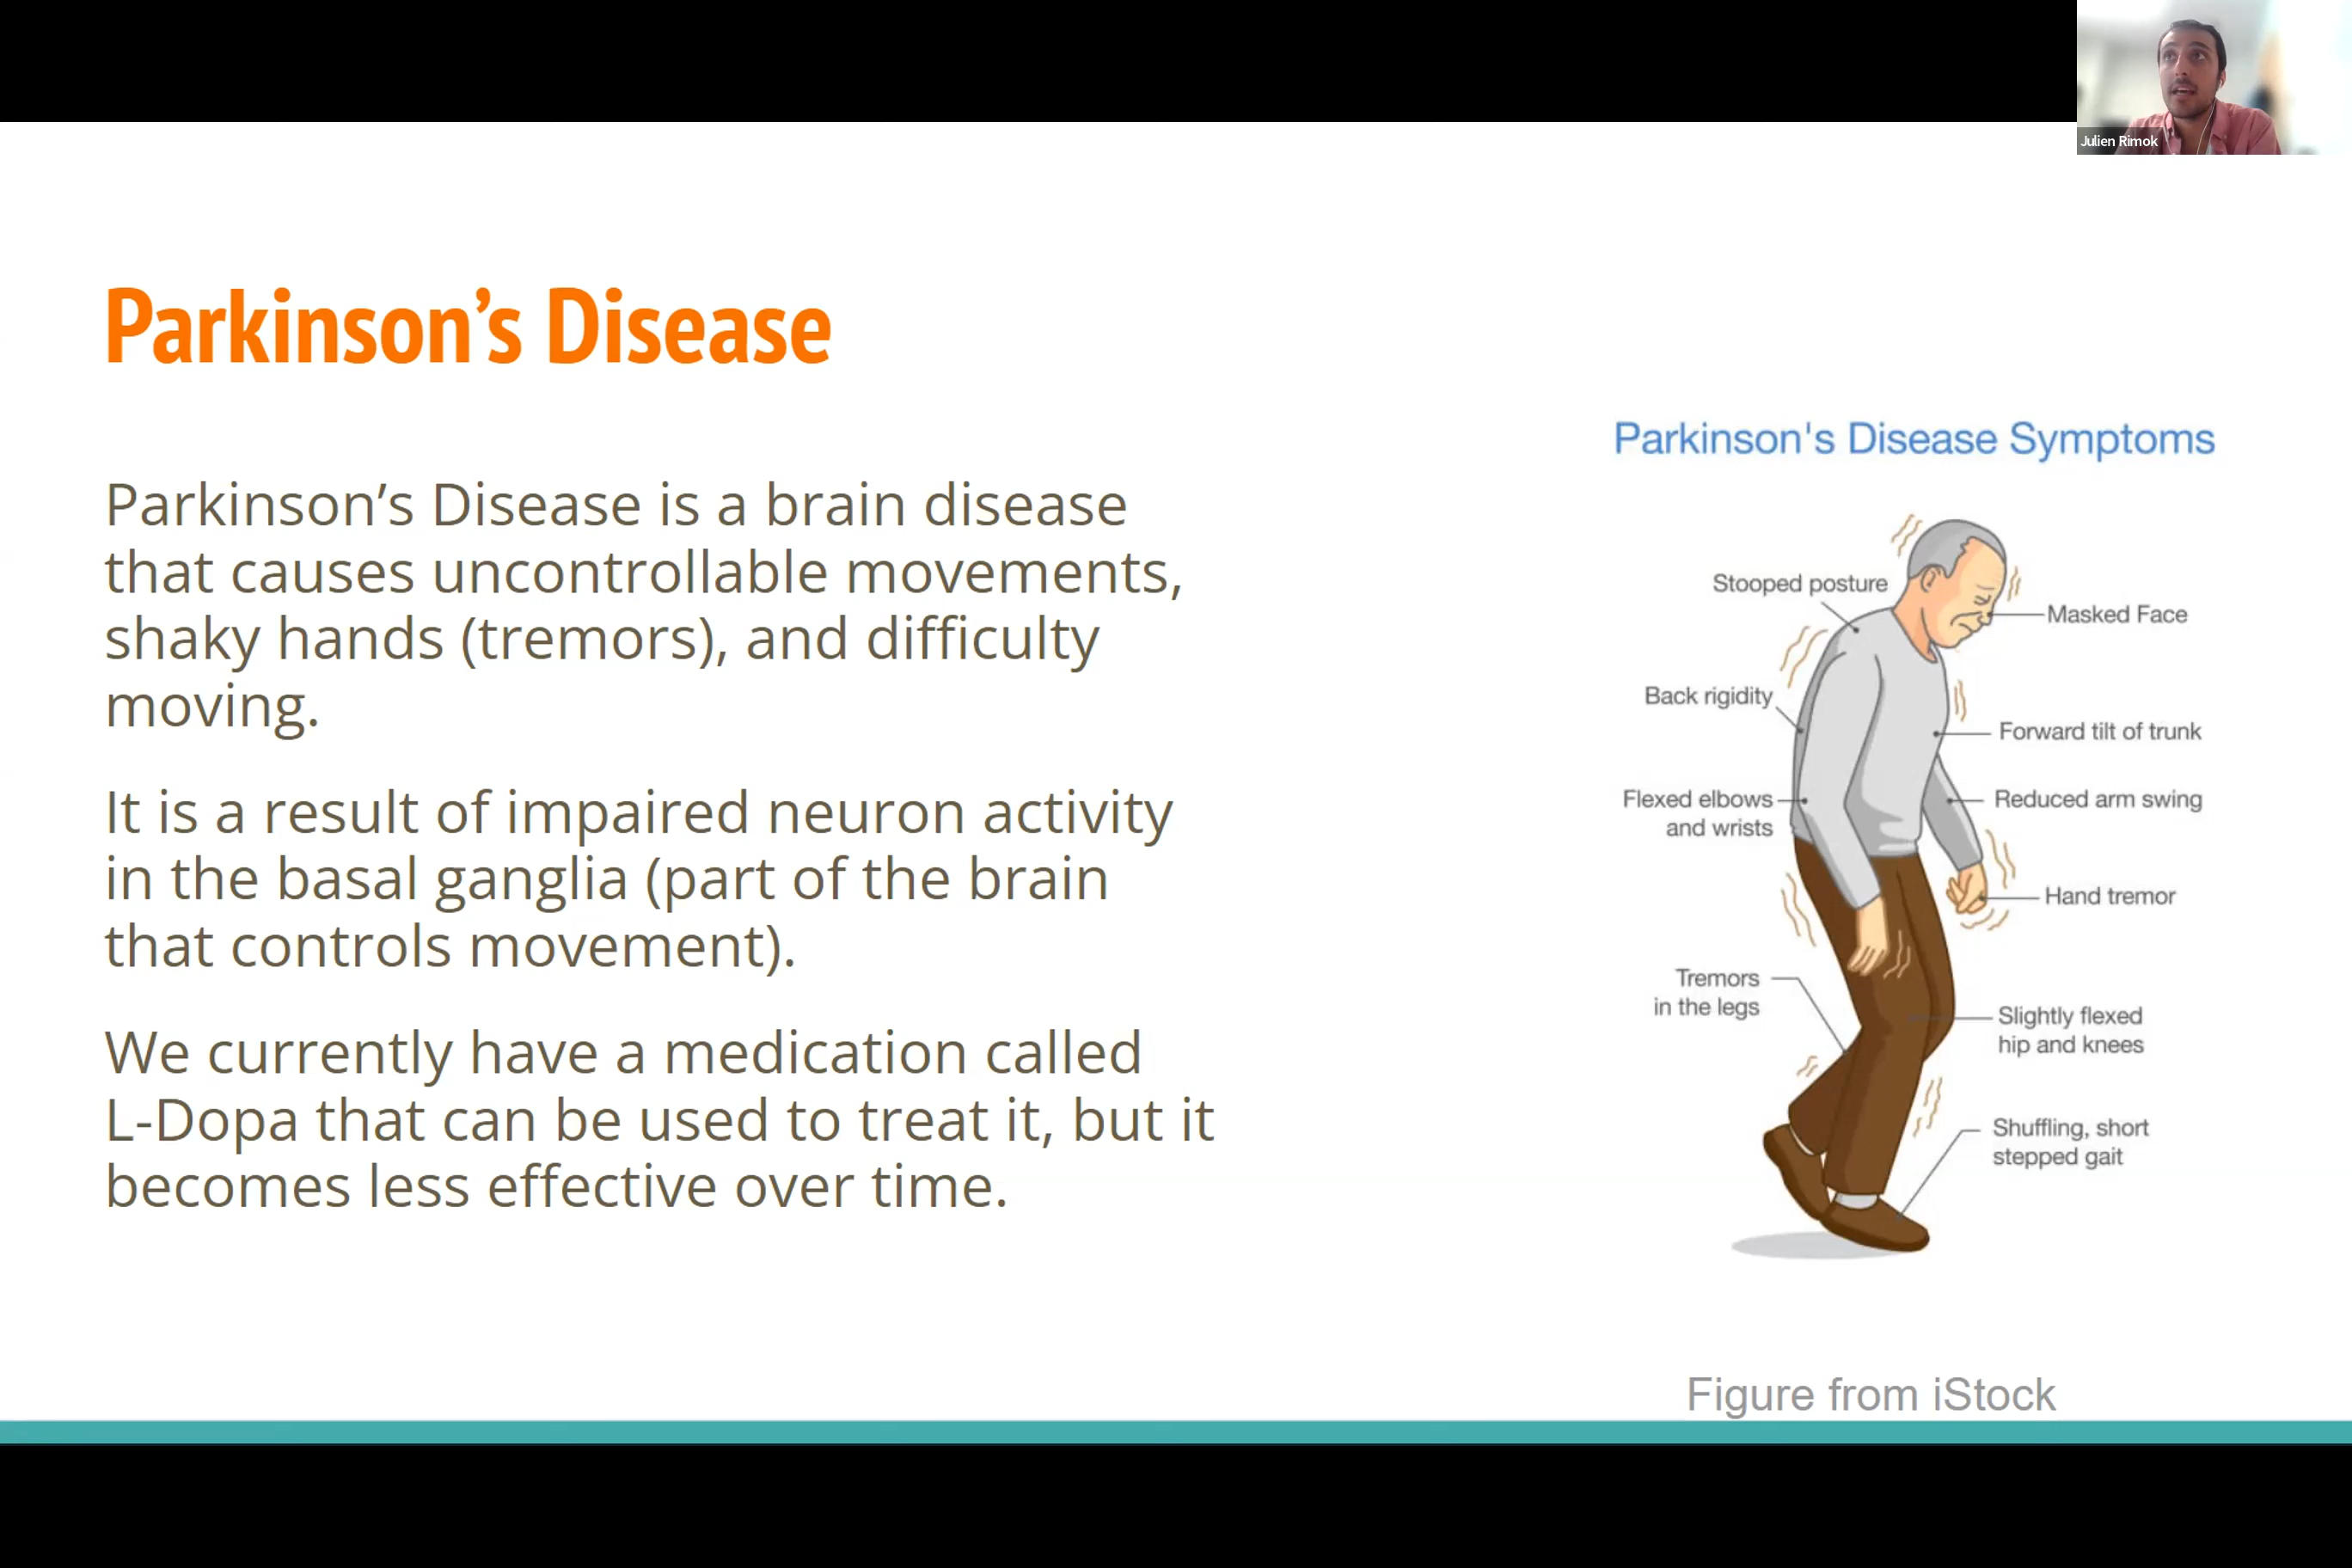 Julien Rimok
Parkinson’s Disease
Parkinson’s Disease is a brain disease
that causes uncontrollable movements,
shaky hands (tremors), and difficulty
moving.
It is a result of impaired neuron activity
in the basal ganglia (part of the brain
that controls movement).
We currently have a medication called
L-Dopa that can be used to treat it, but it
becomes less effective over time.
Parkinson's Disease Symptoms
Stooped posture
Masked Face
Back rigidity
Forward tilt of trunk
Flexed elbows
and wrists
Reduced arm swing
Hand tremor
Tremors
in the legs
Slightly flexed
hip and knees
Shuffling, short
stepped gait
Figure from iStock